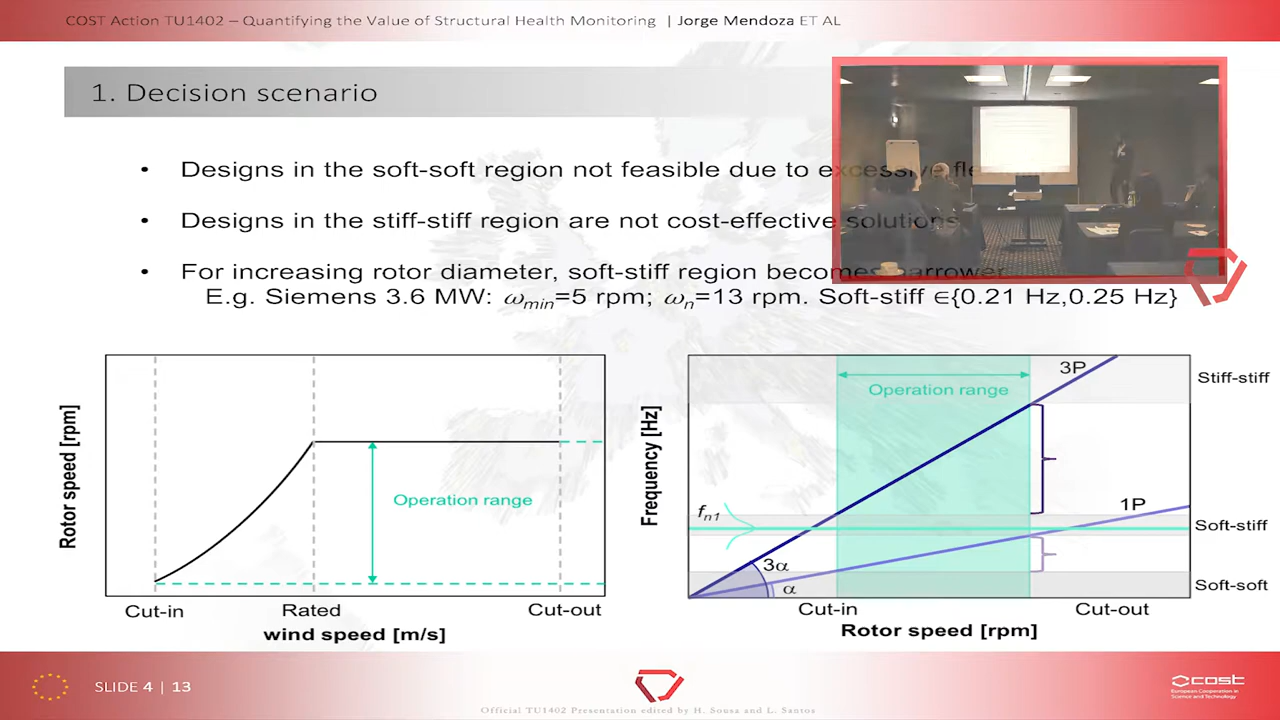 COST Action TU1402 – Quantifying the Value of Structural Health Monitoring | Jorge Mendoza ET AL
1. Decision scenario
• Designs in the soft-soft region not feasible due to excessive
• Designs in the stiff-stiff region are not cost-effective solutions
• For increasing rotor diameter, soft-stiff region becomes narrower
E.g. Siemens 3.6 MW: ωmin=5 rpm; ωn=13 rpm. Soft-stiff ∈{0.21 Hz,0.25 Hz}
Rotor speed [rpm]
Operation range
Cut-in
Rated
Cut-out
wind speed [m/s]
Frequency [Hz]
3P
Operation range
Stiff-stiff
fn1
1P
Soft-stiff
3α
α
Soft-soft
Cut-in
Cut-out
Rotor speed [rpm]
SLIDE 4 | 13
cost
European Cooperation in
Science and Technology
Official TU1402 Presentation edited by H. Sousa and L. Santos